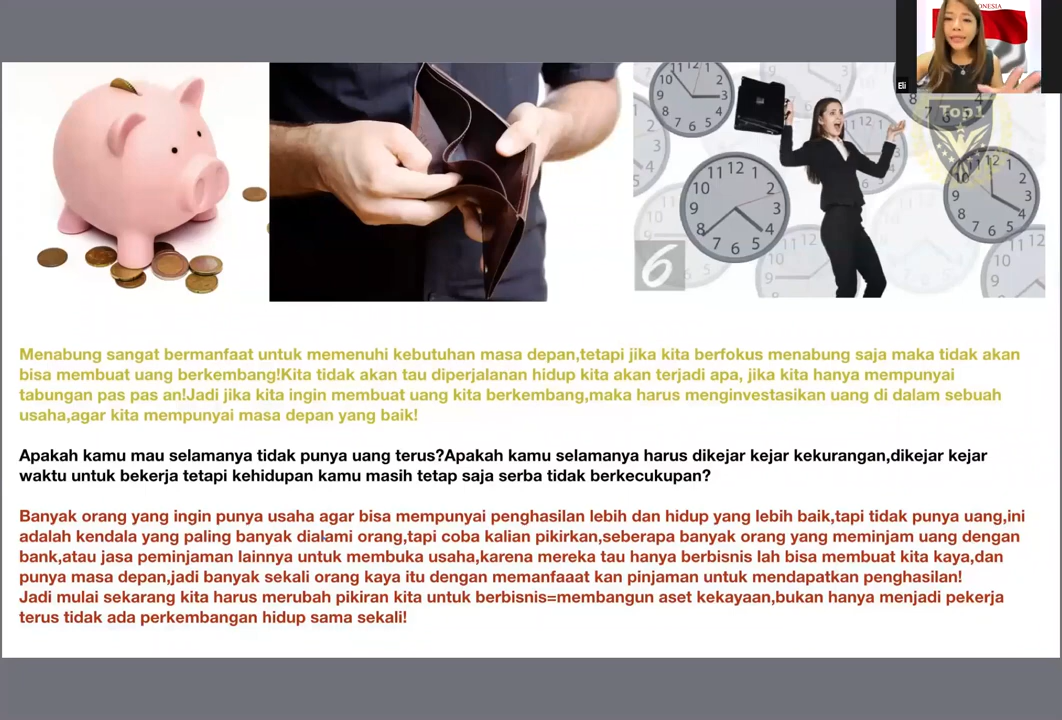 ONESIA
Eli
Top1
6
Menabung sangat bermanfaat untuk memenuhi kebutuhan masa depan,tetapi jika kita berfokus menabung saja maka tidak akan
bisa membuat uang berkembang!Kita tidak akan tau diperjalanan hidup kita akan terjadi apa, jika kita hanya mempunyai
tabungan pas pas an!Jadi jika kita ingin membuat uang kita berkembang,maka harus menginvestasikan uang di dalam sebuah
usaha,agar kita mempunyai masa depan yang baik!
Apakah kamu mau selamanya tidak punya uang terus?Apakah kamu selamanya harus dikejar kejar kekurangan,dikejar kejar
waktu untuk bekerja tetapi kehidupan kamu masih tetap saja serba tidak berkecukupan?
Banyak orang yang ingin punya usaha agar bisa mempunyai penghasilan lebih dan hidup yang lebih baik,tapi tidak punya uang,ini
adalah kendala yang paling banyak dialami orang,tapi coba kalian pikirkan,seberapa banyak orang yang meminjam uang dengan
bank,atau jasa peminjaman lainnya untuk membuka usaha,karena mereka tau hanya berbisnis lah bisa membuat kita kaya,dan
punya masa depan,jadi banyak sekali orang kaya itu dengan memanfaaat kan pinjaman untuk mendapatkan penghasilan!
Jadi mulai sekarang kita harus merubah pikiran kita untuk berbisnis=membangun aset kekayaan,bukan hanya menjadi pekerja
terus tidak ada perkembangan hidup sama sekali!